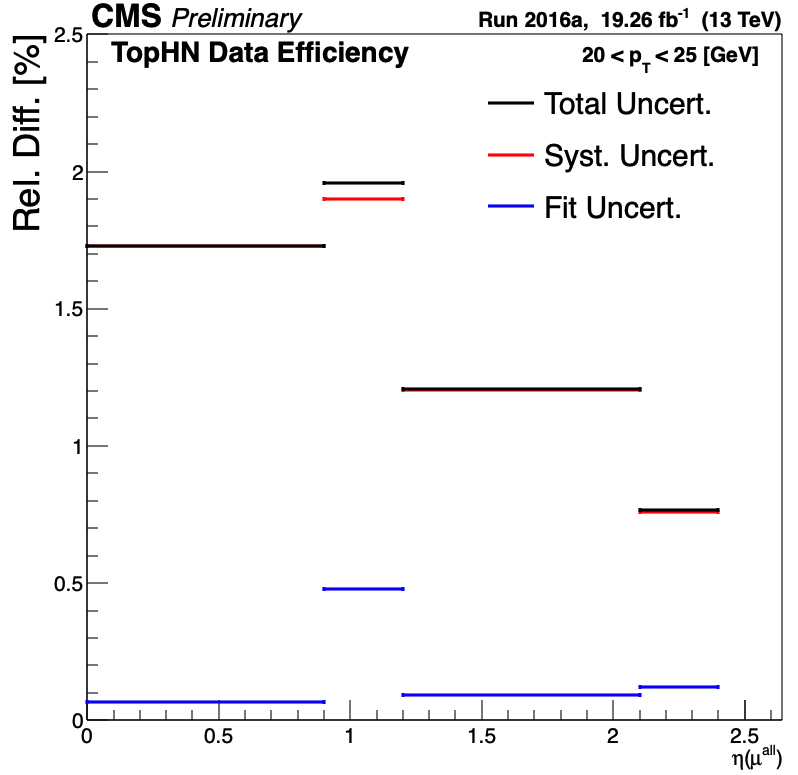 CMS Preliminary Run 2016a, 19.26 fb⁻¹ (13 TeV)
TopHN Data Efficiency 20 < p_T < 25 [GeV]
Rel. Diff. [%]
Total Uncert.
Syst. Uncert.
Fit Uncert.
2.5
2
1.5
1
0.5
0
0 0.5 1 1.5 2 2.5
η(μ^all)